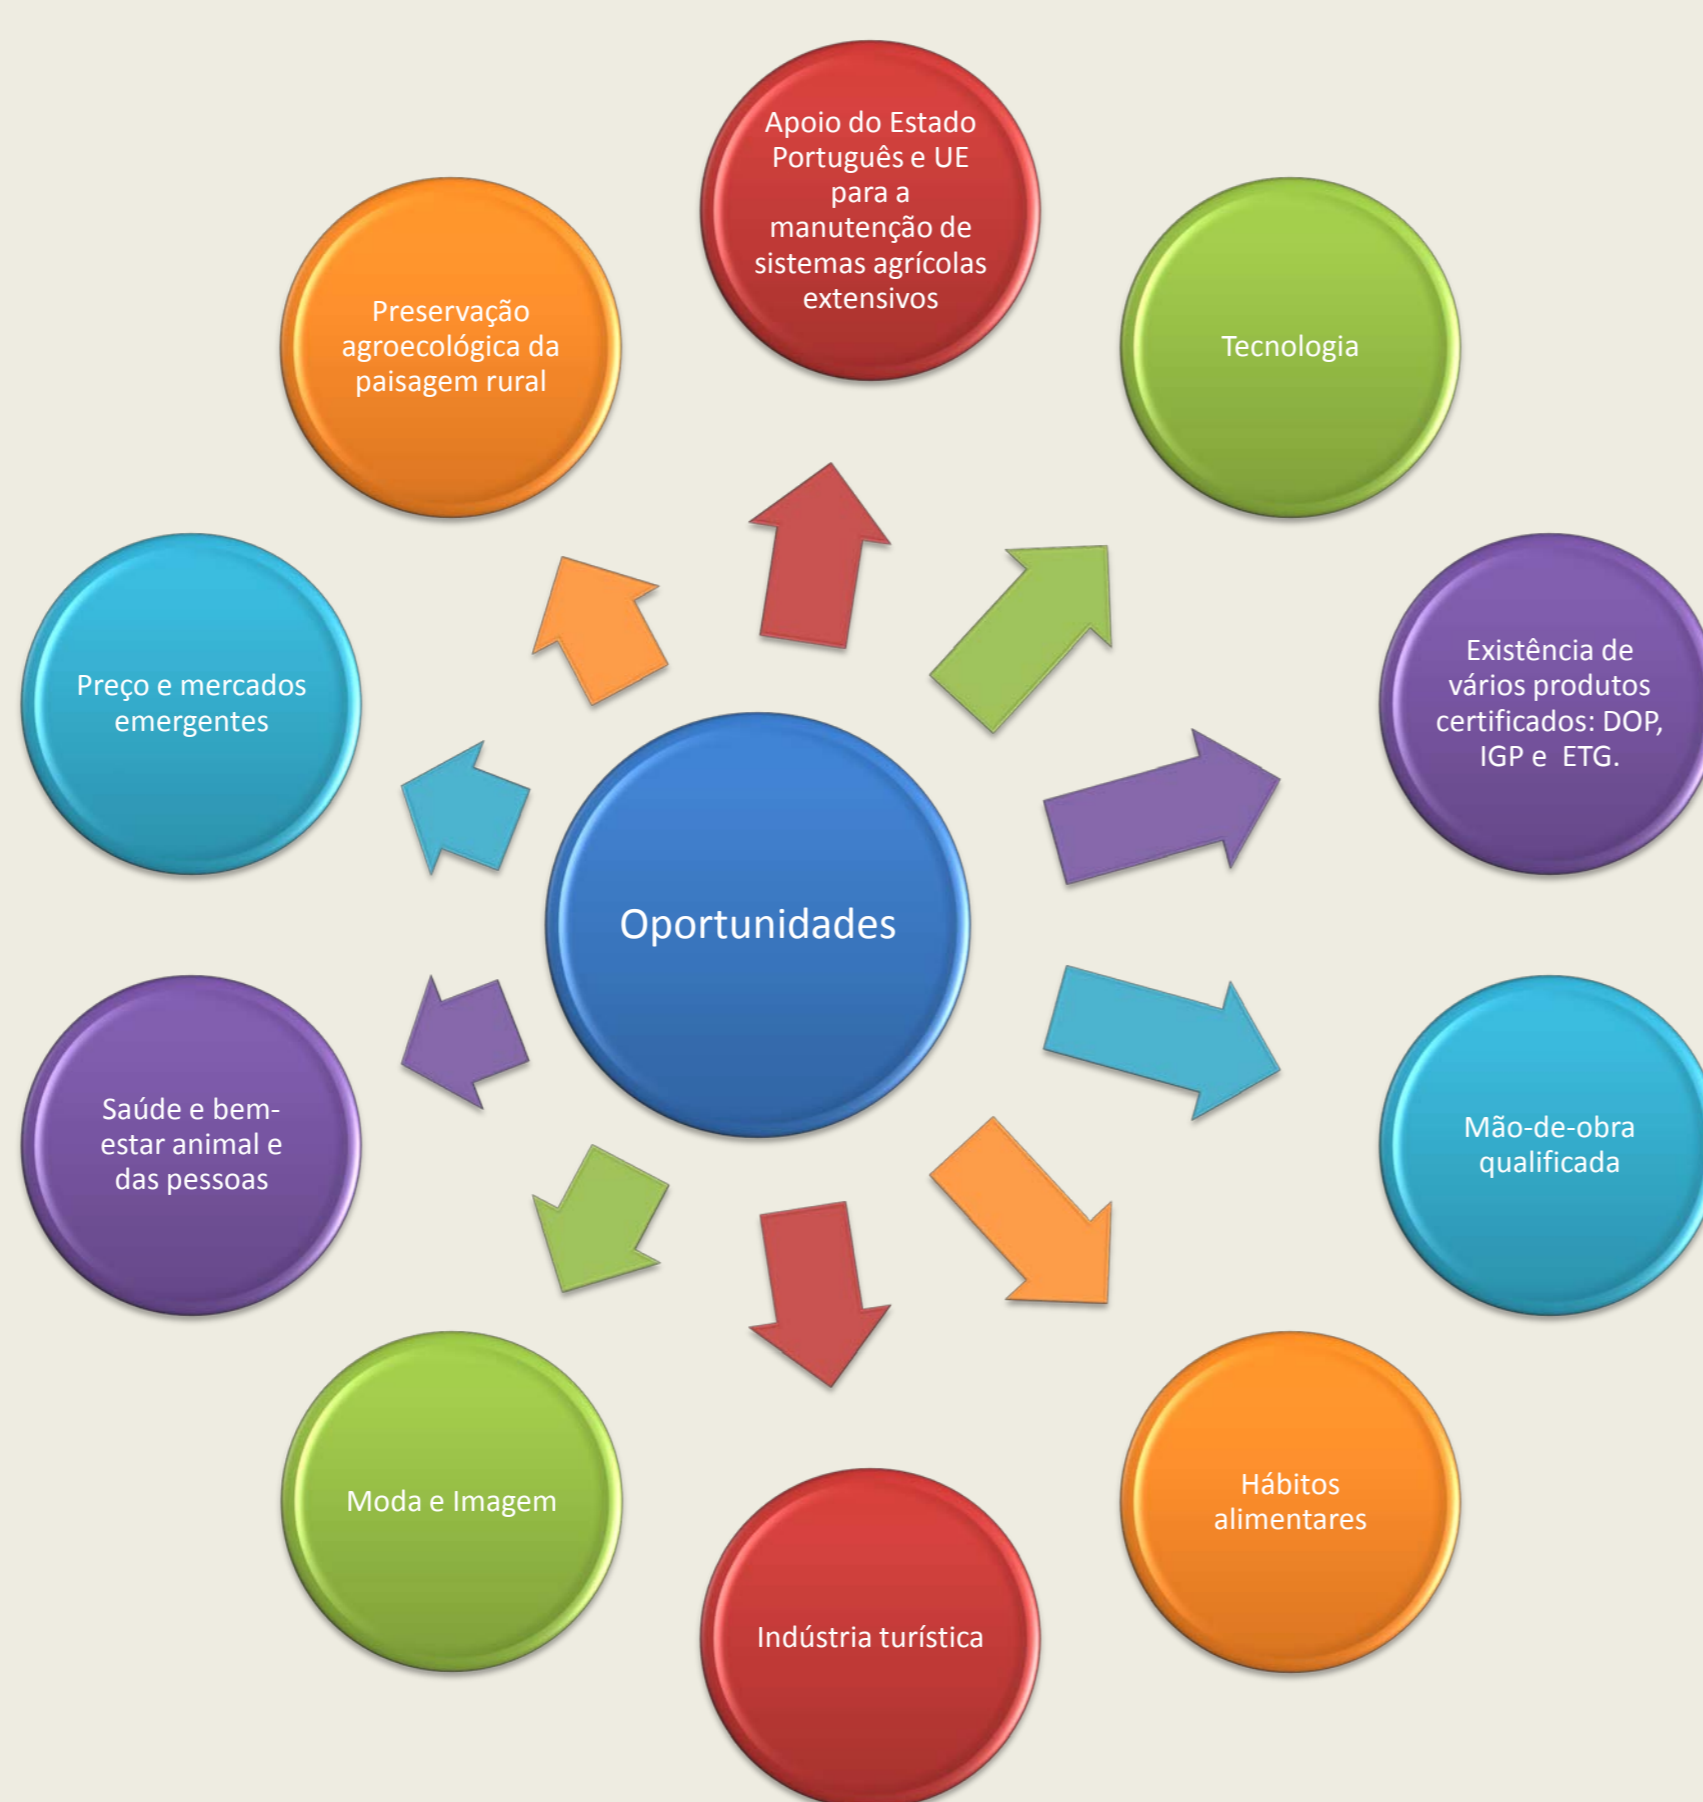 Apoio do Estado
Português e UE
para a
manutenção de
sistemas agrícolas
extensivos
Tecnologia
Existência de
vários produtos
certificados: DOP,
IGP e ETG.
Mão-de-obra
qualificada
Hábitos
alimentares
Indústria turística
Moda e Imagem
Saúde e bem-
estar animal e
das pessoas
Preço e mercados
emergentes
Preservação
agroecológica da
paisagem rural
Oportunidades